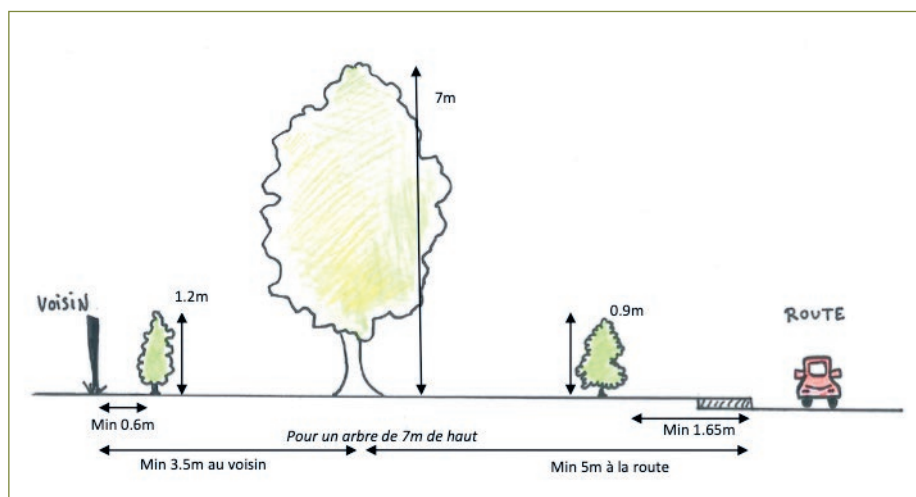 7m
VOISIN
1.2m
0.9m
ROUTE
Min 0.6m
Min 1.65m
Pour un arbre de 7m de haut
Min 3.5m au voisin
Min 5m à la route